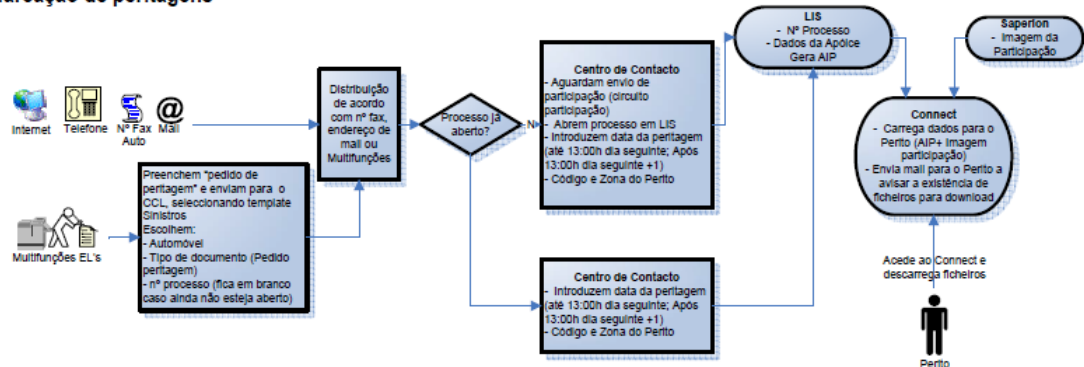 Internet
Telefone
Nº Fax
Auto
@
Mail
Multifunções EL's
Preenchem "pedido de
peritagem" e enviam para o
CCL, seleccionando template
Sinistros
Escolhem:
- Automóvel
- Tipo de documento (Pedido
peritagem)
- nº processo (fica em branco
caso ainda não esteja aberto)
Distribuição
de acordo
com nº fax,
endereço de
mail ou
Multifunções
Processo já
aberto?
N
Centro de Contacto
- Aguardam envio de
participação (circuito
participação)
- Abrem processo em LIS
- Introduzem data da peritagem
(até 13:00h dia seguinte; Após
13:00h dia seguinte +1)
- Código e Zona do Perito
Centro de Contacto
- Introduzem data da peritagem
(até 13:00h dia seguinte; Após
13:00h dia seguinte +1)
- Código e Zona do Perito
LIS
- Nº Processo
- Dados da Apólice
Gera AIP
Saperion
- Imagem da
Participação
Connect
- Carrega dados para o
Perito (AIP+ Imagem
participação)
- Envia mail para o Perito a
avisar a existência de
ficheiros para download
Acede ao Connect e
descarrega ficheiros
Perito